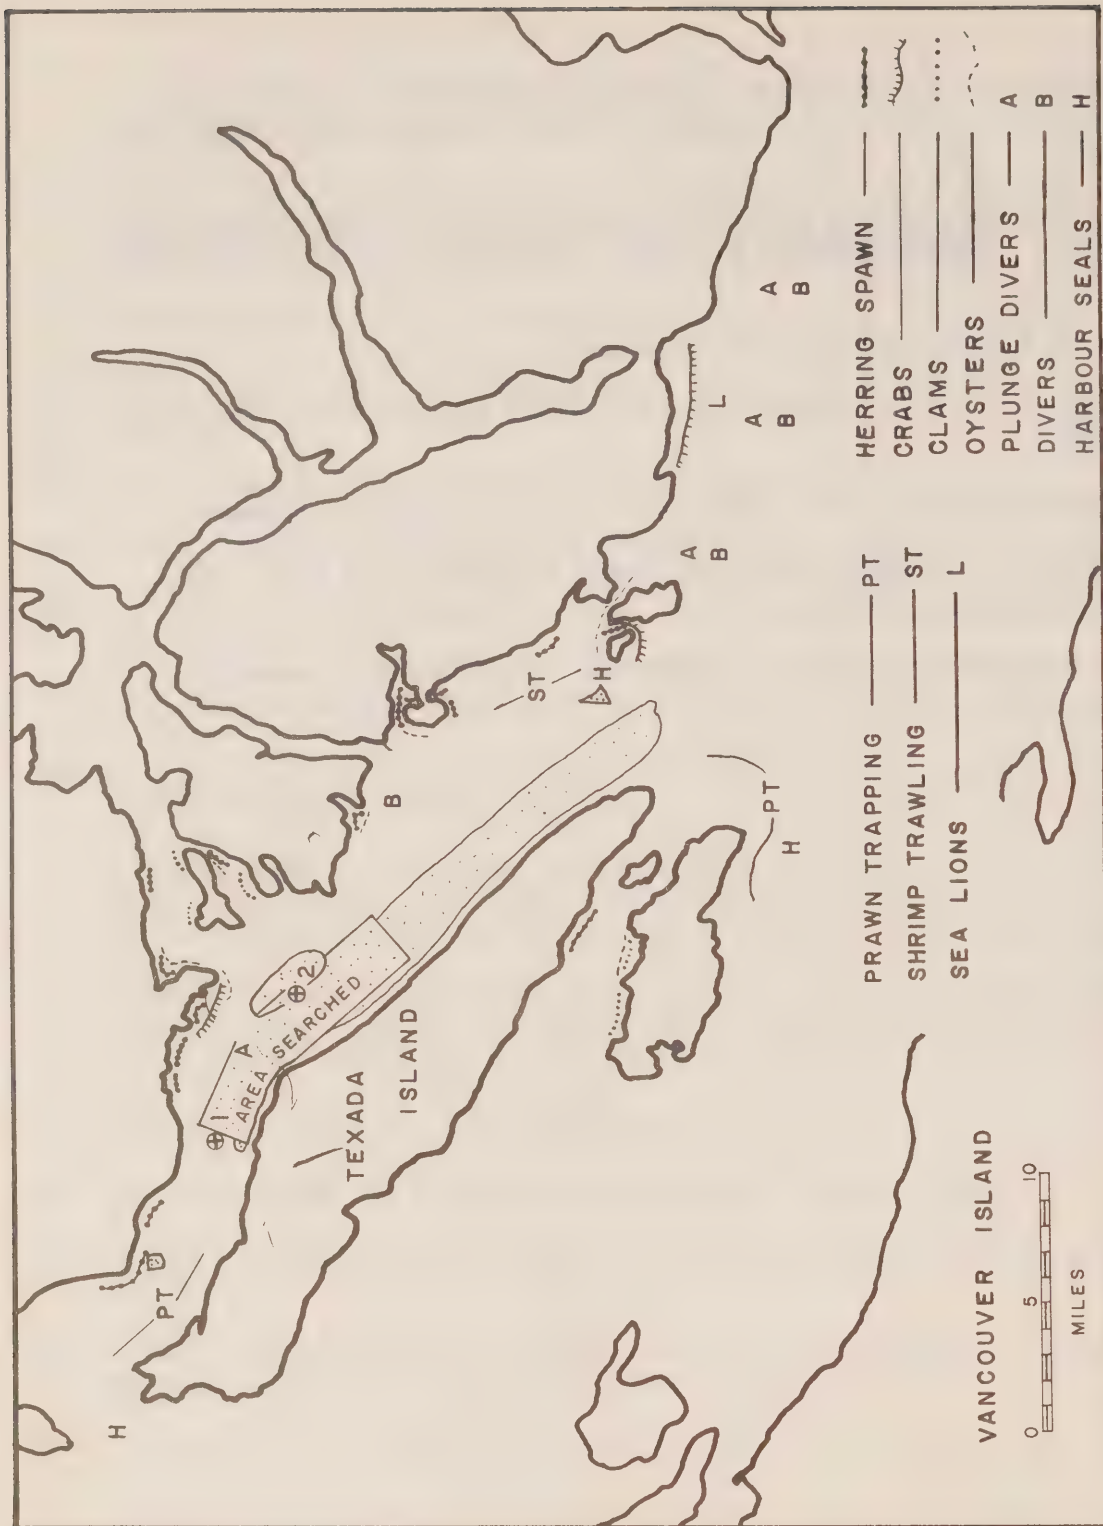 H
PT
1
A
AREA SEARCHED
2
TEXADA
ISLAND
B
ST
H
PT
H
A
B
L
A
B
A
B
VANCOUVER ISLAND
0 5 10
MILES
PRAWN TRAPPING PT
SHRIMP TRAWLING ST
SEA LIONS L
HERRING SPAWN
CRABS
CLAMS
OYSTERS
PLUNGE DIVERS A
DIVERS B
HARBOUR SEALS H